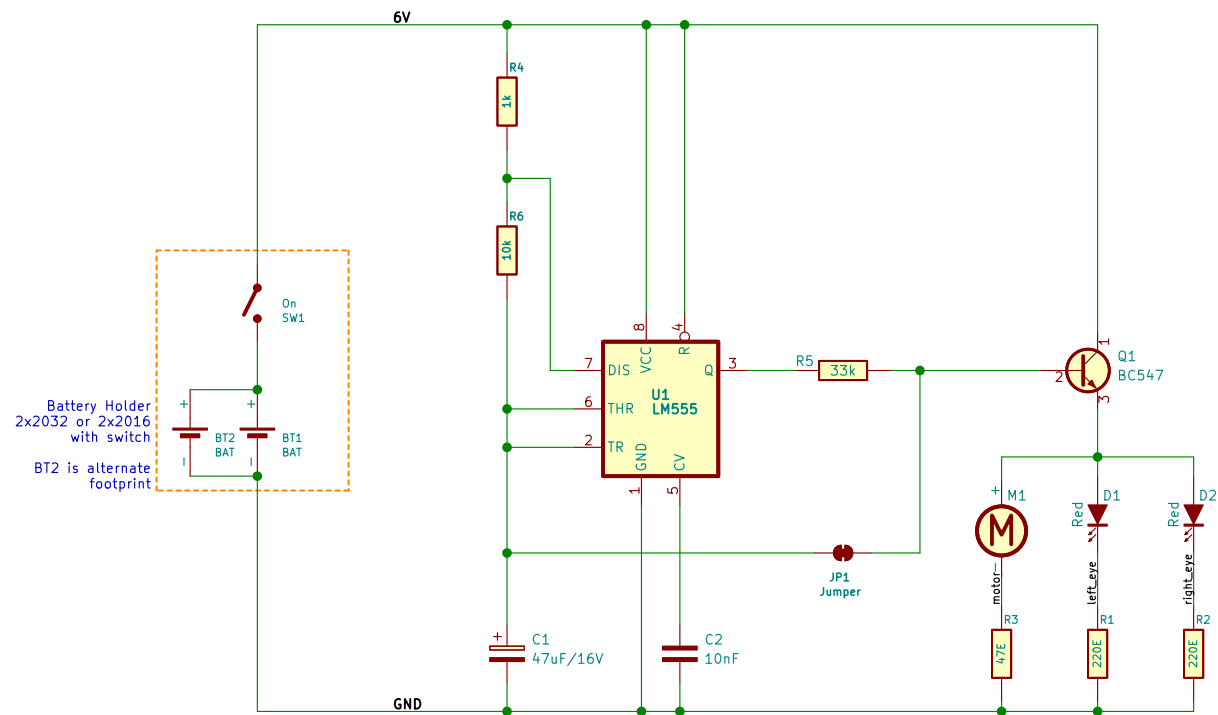 6V
R4
1k
R6
10k
On
SW1
Battery Holder
2x2032 or 2x2016
with switch
BT2 is alternate
footprint
+
BT2
BAT
-
+
BT1
BAT
-
8
4
VCC
R
7
DIS
Q
3
U1
LM555
6
THR
2
TR
GND
CV
1
5
R5
33k
1
2
3
Q1
BC547
JP1
Jumper
+
C1
47uF/16V
C2
10nF
+
M1
M
motor-
Red
D1
left_eye
Red
D2
right_eye
R3
47E
R1
220E
R2
220E
GND